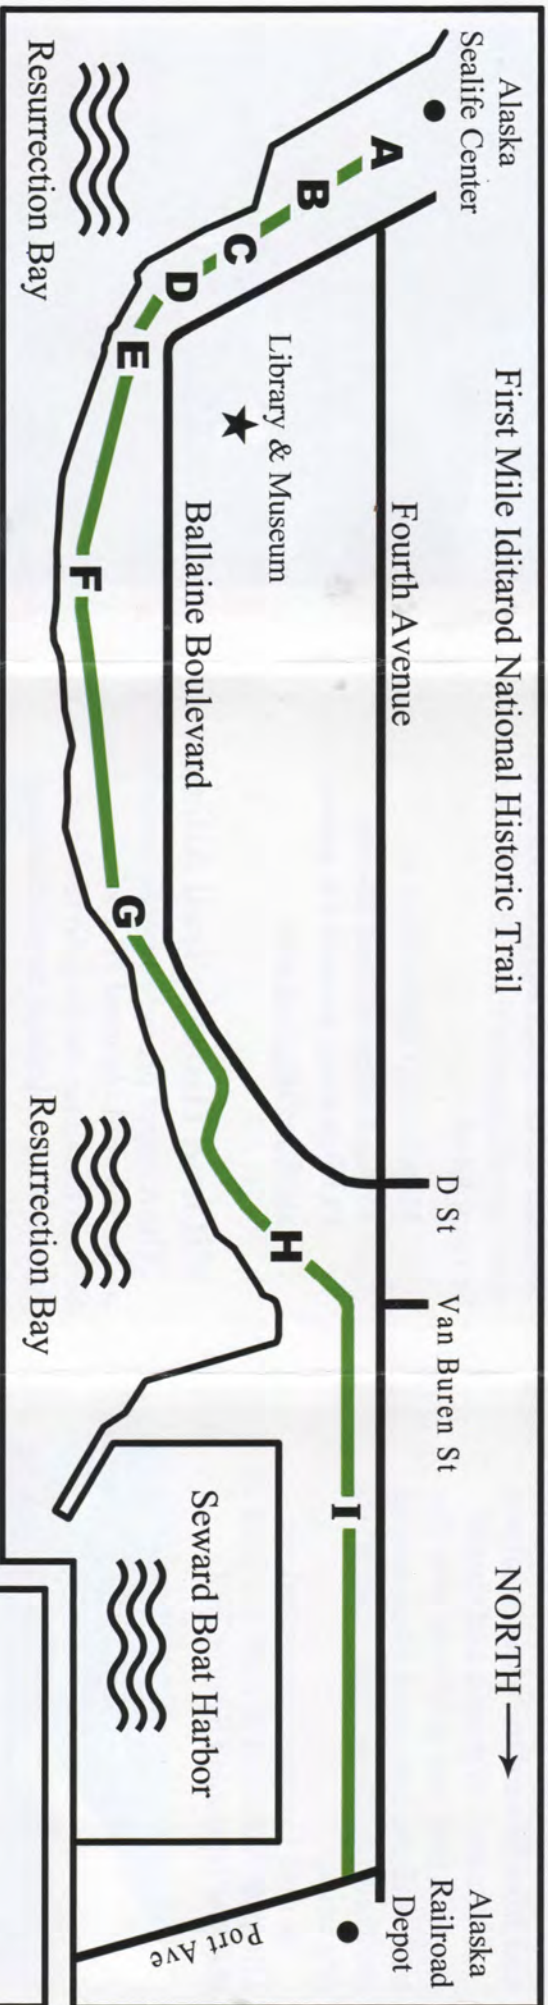 First Mile Iditarod National Historic Trail
Alaska
Sealife Center
NORTH
Alaska
Railroad
Depot
D St
Van Buren St
Fourth Avenue
Library & Museum
Ballaine Boulevard
A
B
C
D
E
F
G
H
I
Seward Boat Harbor
Port Ave
Resurrection Bay
Resurrection Bay